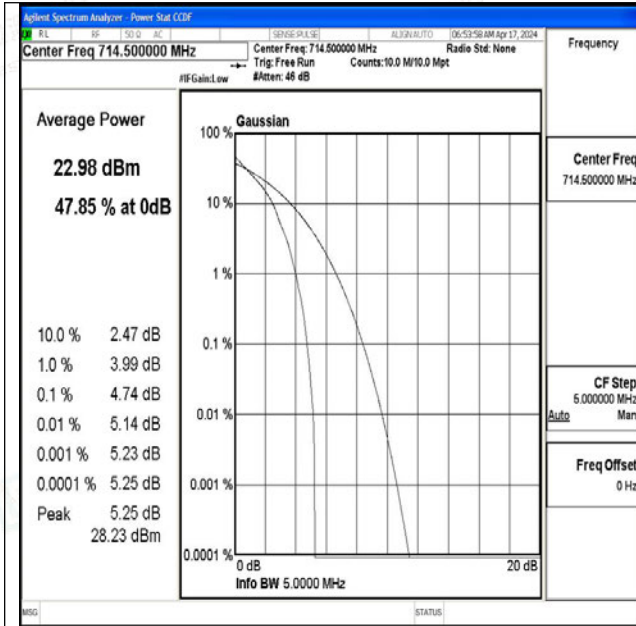 Agilent Spectrum Analyzer - Power Stat CCDF
RL RF 50 Ω AC SENSE:PULSE ALIGNAUTO 06:53:58 AM Apr 17, 2024
Center Freq 714.500000 MHz
Center Freq: 714.500000 MHz Radio Std: None
Trig: Free Run Counts:10.0 M/10.0 Mpt
#IFGain:Low #Atten: 46 dB
Frequency
Average Power
22.98 dBm
47.85 % at 0dB
10.0 % 2.47 dB
1.0 % 3.99 dB
0.1 % 4.74 dB
0.01 % 5.14 dB
0.001 % 5.23 dB
0.0001 % 5.25 dB
Peak 5.25 dB
28.23 dBm
Gaussian
100 %
10 %
1 %
0.1 %
0.01 %
0.001 %
0.0001 %
0 dB 20 dB
Info BW 5.0000 MHz
Center Freq
714.500000 MHz
CF Step
5.000000 MHz
Auto Man
Freq Offset
0 Hz
MSG STATUS